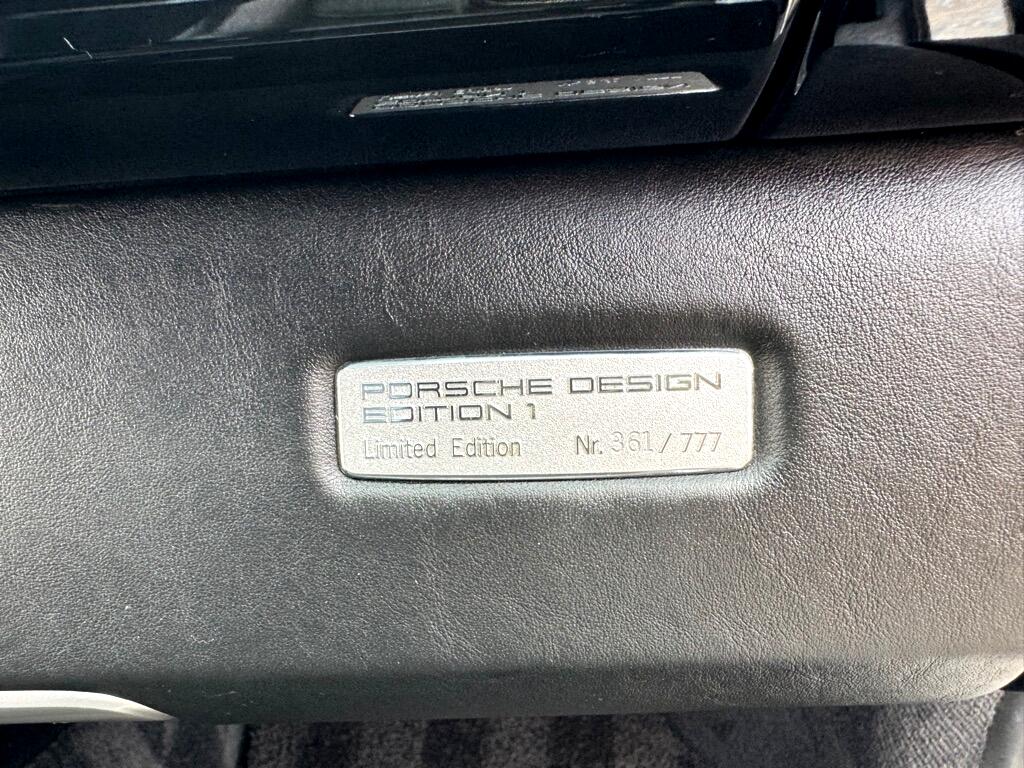 PORSCHE DESIGN
EDITION 1
Limited Edition Nr. 361/777